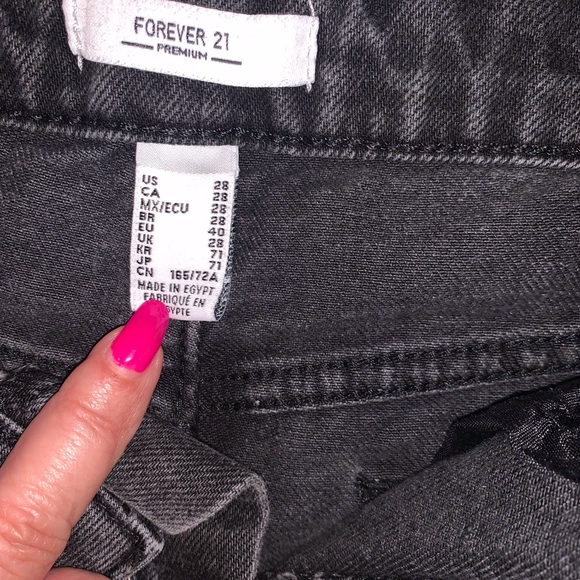 FOREVER 21
PREMIUM
US 28
CA 28
MX/ECU 28
BR 28
EU 40
UK 28
KR 71
JP 71
CN 165/72A
MADE IN EGYPT
FABRIQUÉ EN